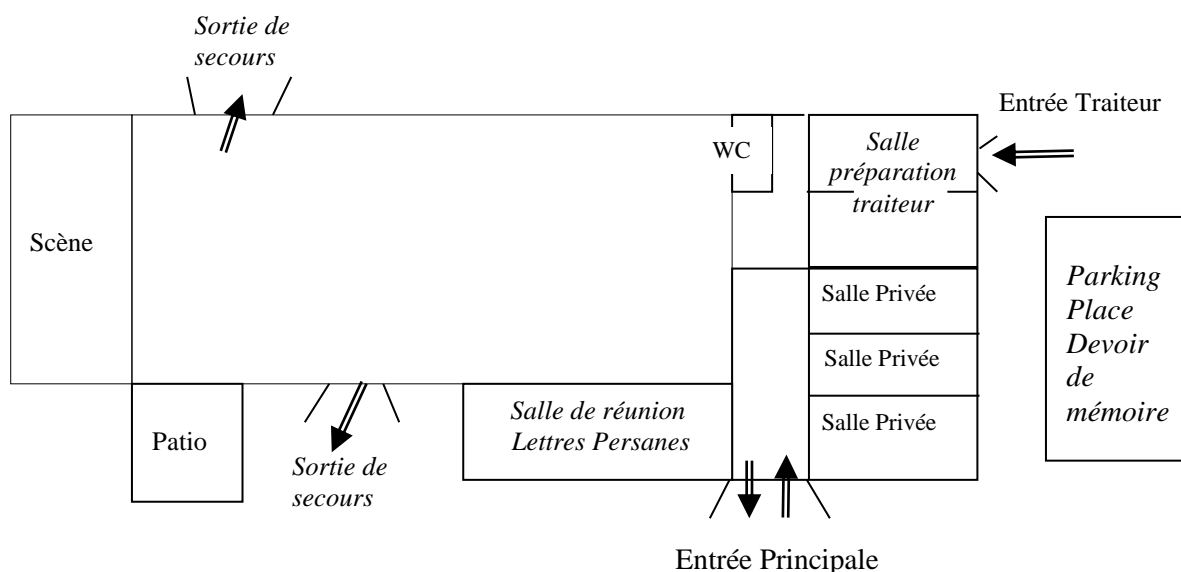 Sortie de
secours
Entrée Traiteur
WC
Salle
préparation
traiteur
Scène
Parking
Place
Devoir
de
mémoire
Salle Privée
Salle Privée
Salle Privée
Patio
Salle de réunion
Lettres Persanes
Sortie de
secours
Entrée Principale